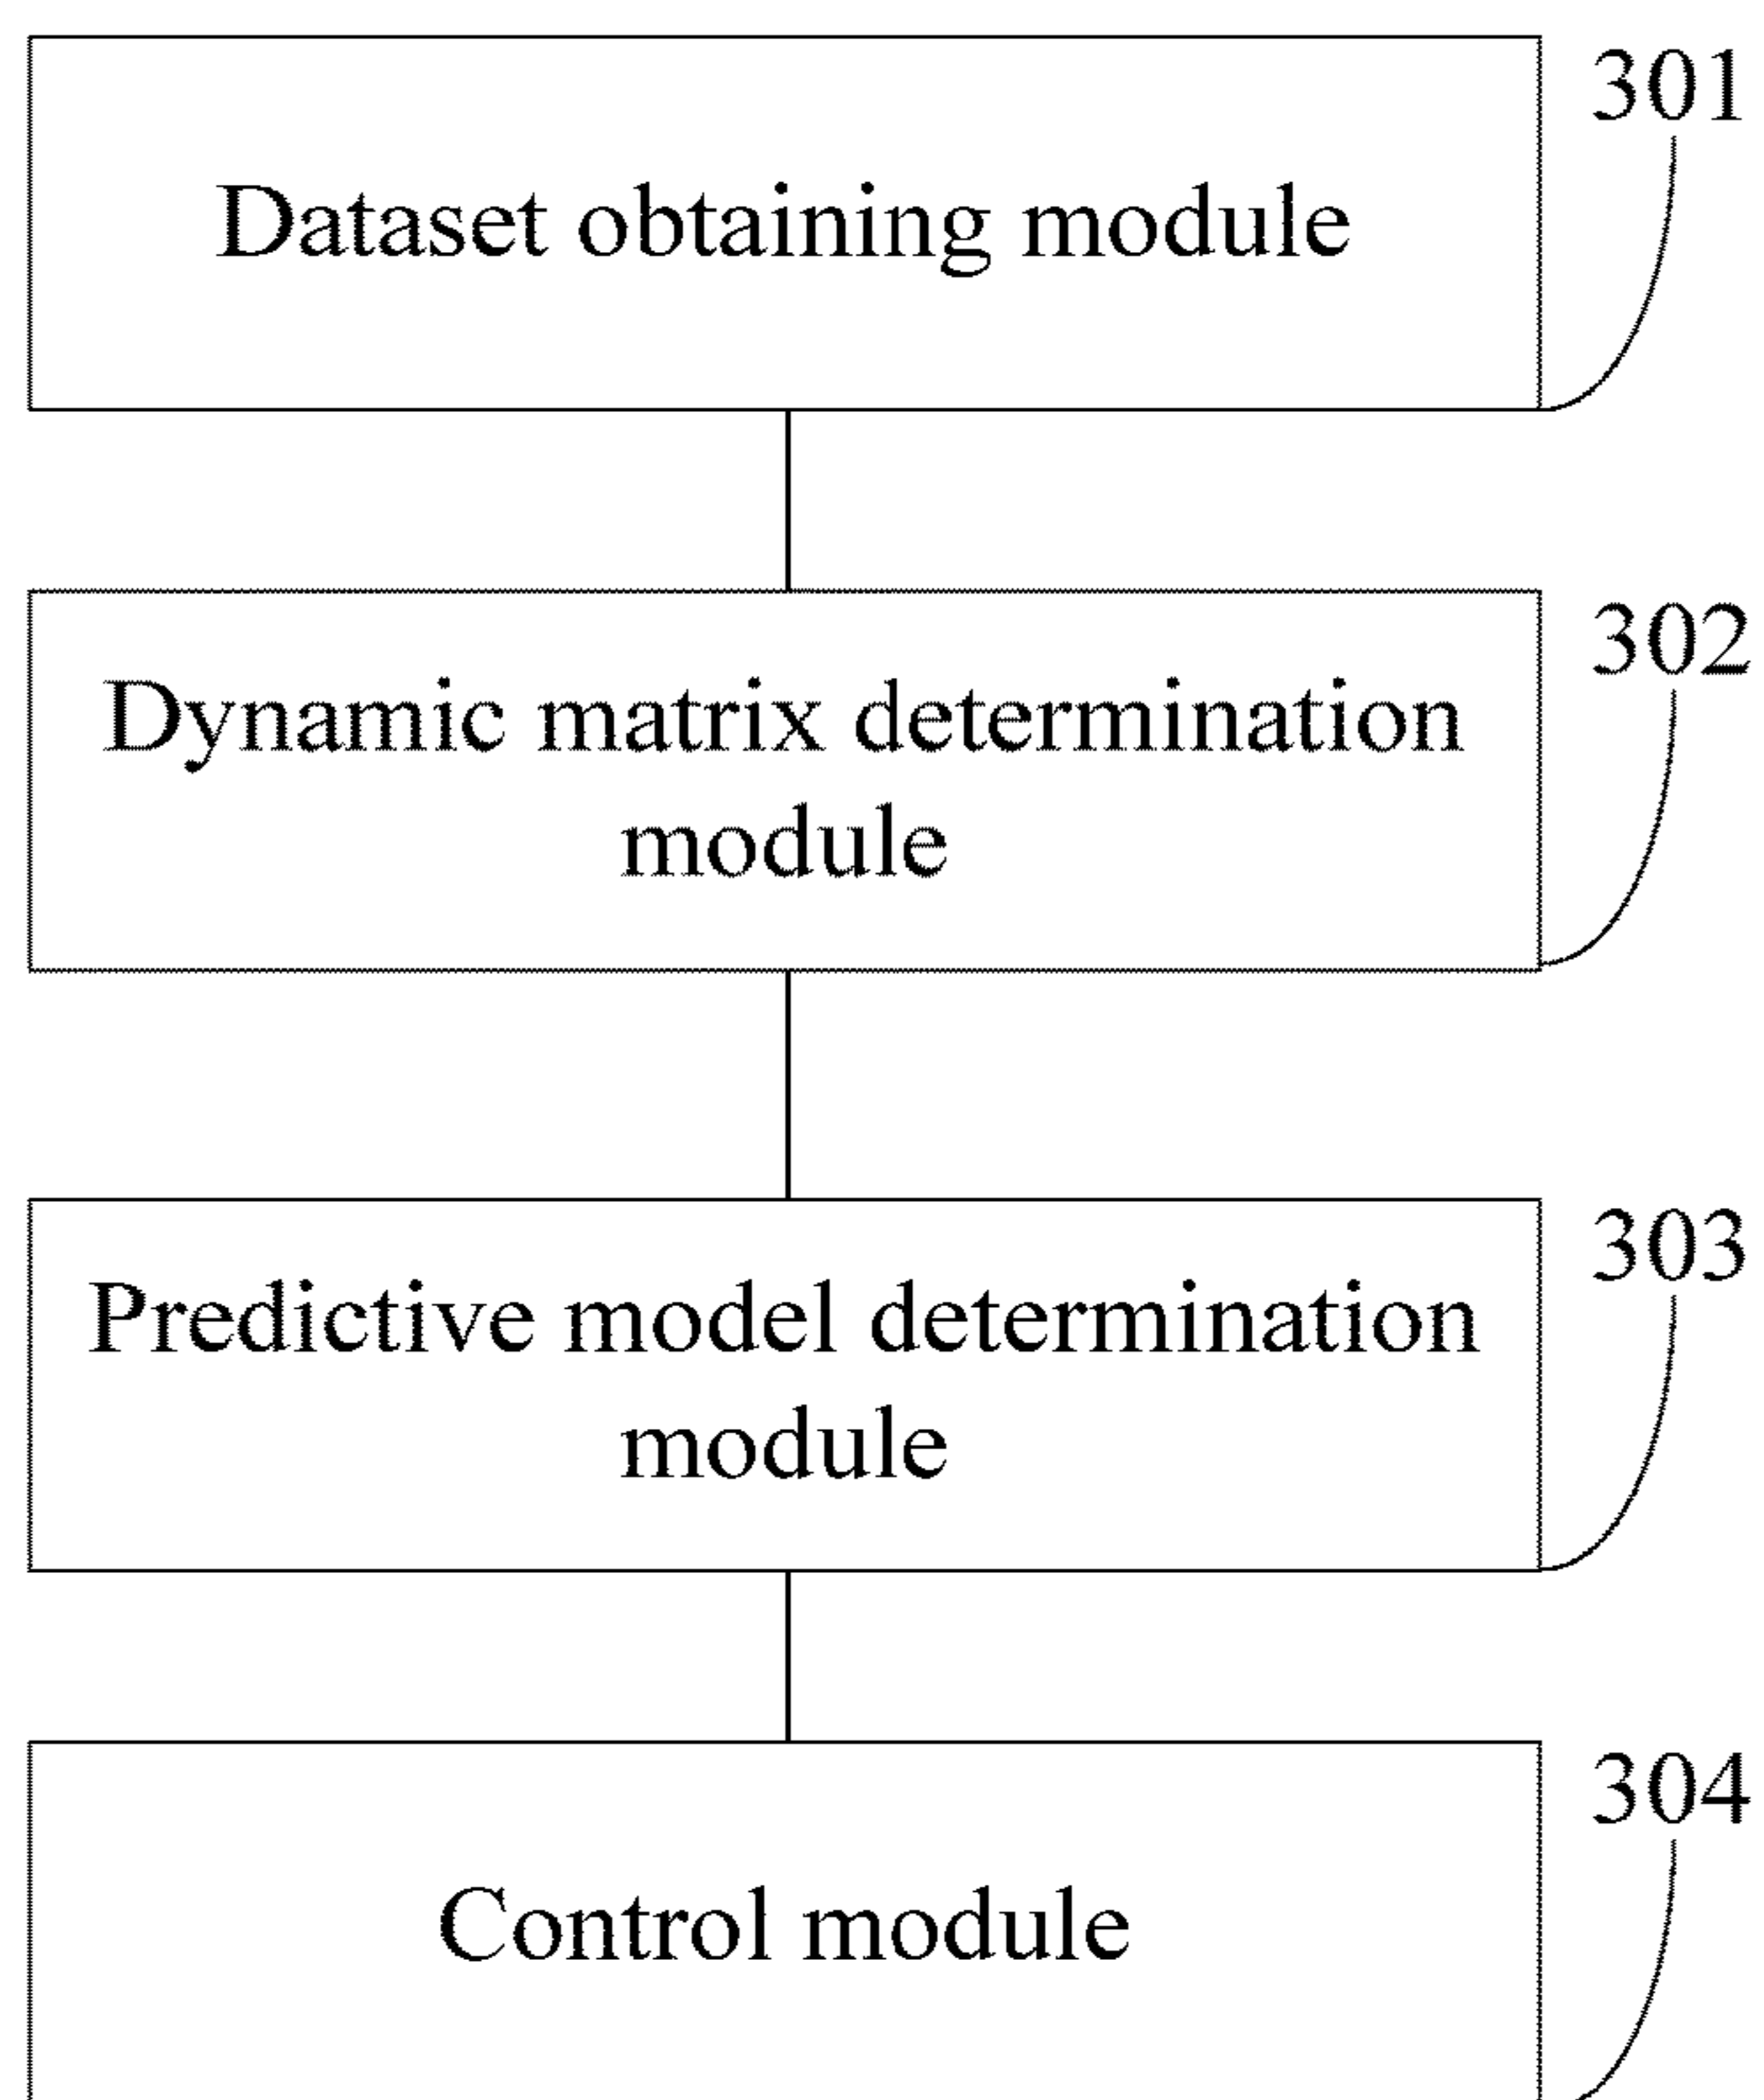 301
Dataset obtaining module
302
Dynamic matrix determination
module
303
Predictive model determination
module
304
Control module